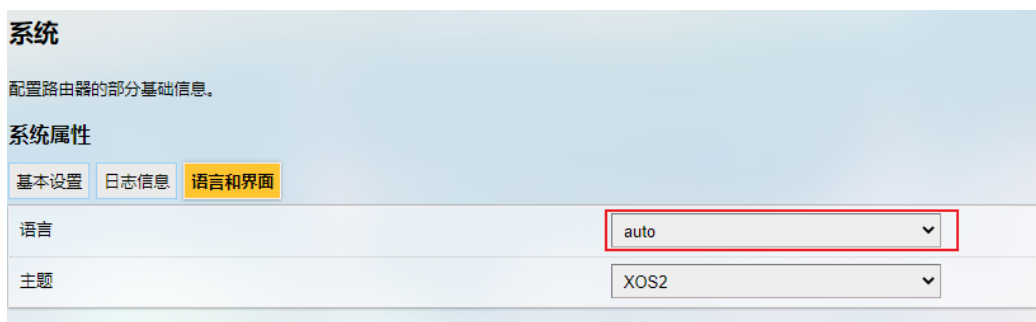 系统
配置路由器的部分基础信息。
系统属性
基本设置 日志信息 语言和界面
语言 auto
主题 XOS2